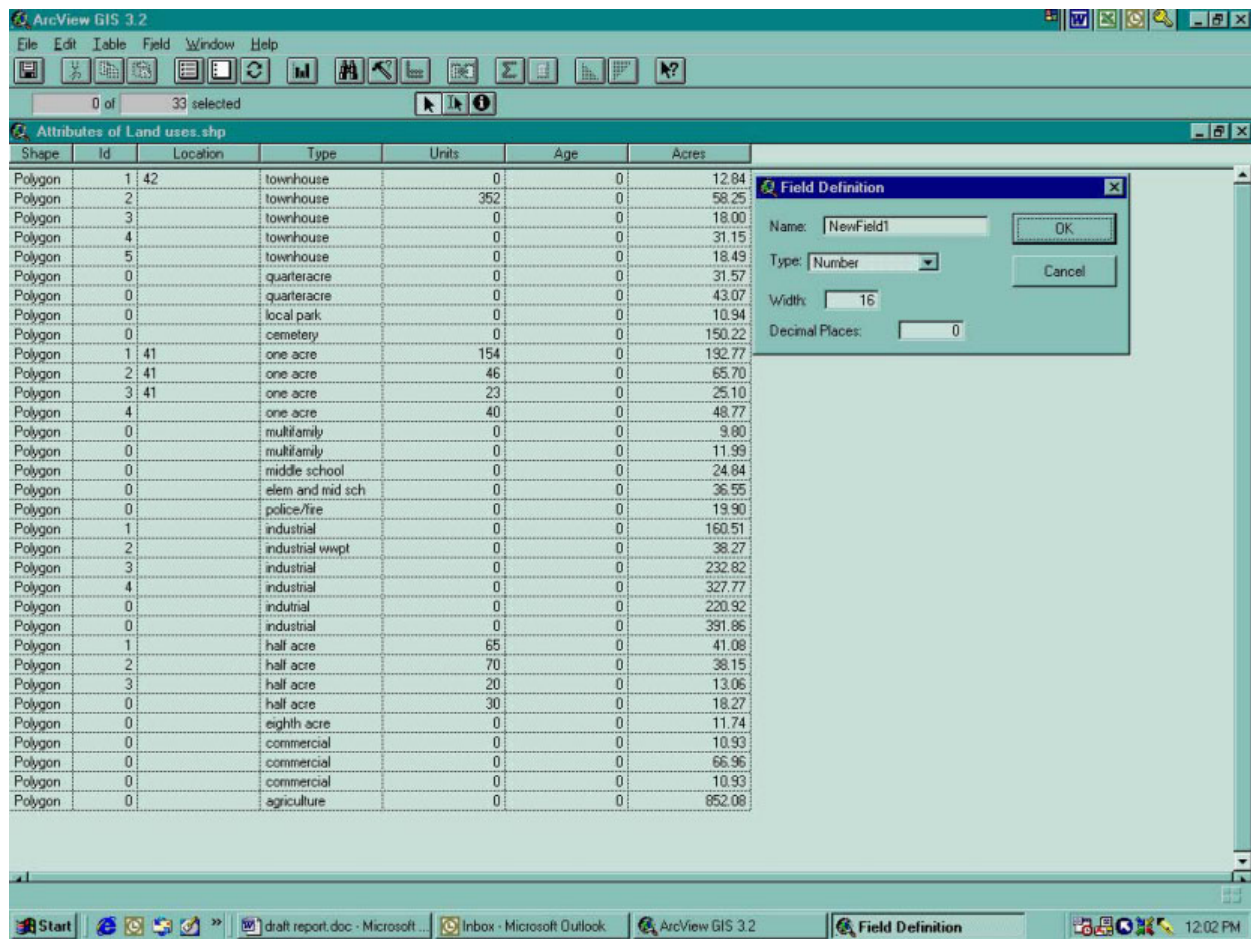 ArcView GIS 3.2
File Edit Table Field Window Help
0 of 33 selected
Attributes of Land uses.shp
Shape Id Location Type Units Age Acres
Polygon 1 42 townhouse 0 0 12.84
Polygon 2 townhouse 352 0 58.25
Polygon 3 townhouse 0 0 18.00
Polygon 4 townhouse 0 0 31.15
Polygon 5 townhouse 0 0 18.49
Polygon 0 quarteracre 0 0 31.57
Polygon 0 quarteracre 0 0 43.07
Polygon 0 local park 0 0 10.94
Polygon 0 cemetery 0 0 150.22
Polygon 1 41 one acre 154 0 192.77
Polygon 2 41 one acre 46 0 65.70
Polygon 3 41 one acre 23 0 25.10
Polygon 4 one acre 40 0 48.77
Polygon 0 multifamily 0 0 9.80
Polygon 0 multifamily 0 0 11.99
Polygon 0 middle school 0 0 24.84
Polygon 0 elem and mid sch 0 0 36.55
Polygon 0 police/fire 0 0 19.90
Polygon 1 industrial 0 0 160.51
Polygon 2 industrial wwpt 0 0 38.27
Polygon 3 industrial 0 0 232.82
Polygon 4 industrial 0 0 327.77
Polygon 0 indutrial 0 0 220.92
Polygon 0 industrial 0 0 391.86
Polygon 1 half acre 65 0 41.08
Polygon 2 half acre 70 0 38.15
Polygon 3 half acre 20 0 13.06
Polygon 0 half acre 30 0 18.27
Polygon 0 eighth acre 0 0 11.74
Polygon 0 commercial 0 0 10.93
Polygon 0 commercial 0 0 66.96
Polygon 0 commercial 0 0 10.93
Polygon 0 agriculture 0 0 852.08
Field Definition
Name: NewField1 OK
Type: Number Cancel
Width: 16
Decimal Places: 0
Start » draft report.doc - Microsoft ... Inbox - Microsoft Outlook ArcView GIS 3.2 Field Definition 12:02 PM